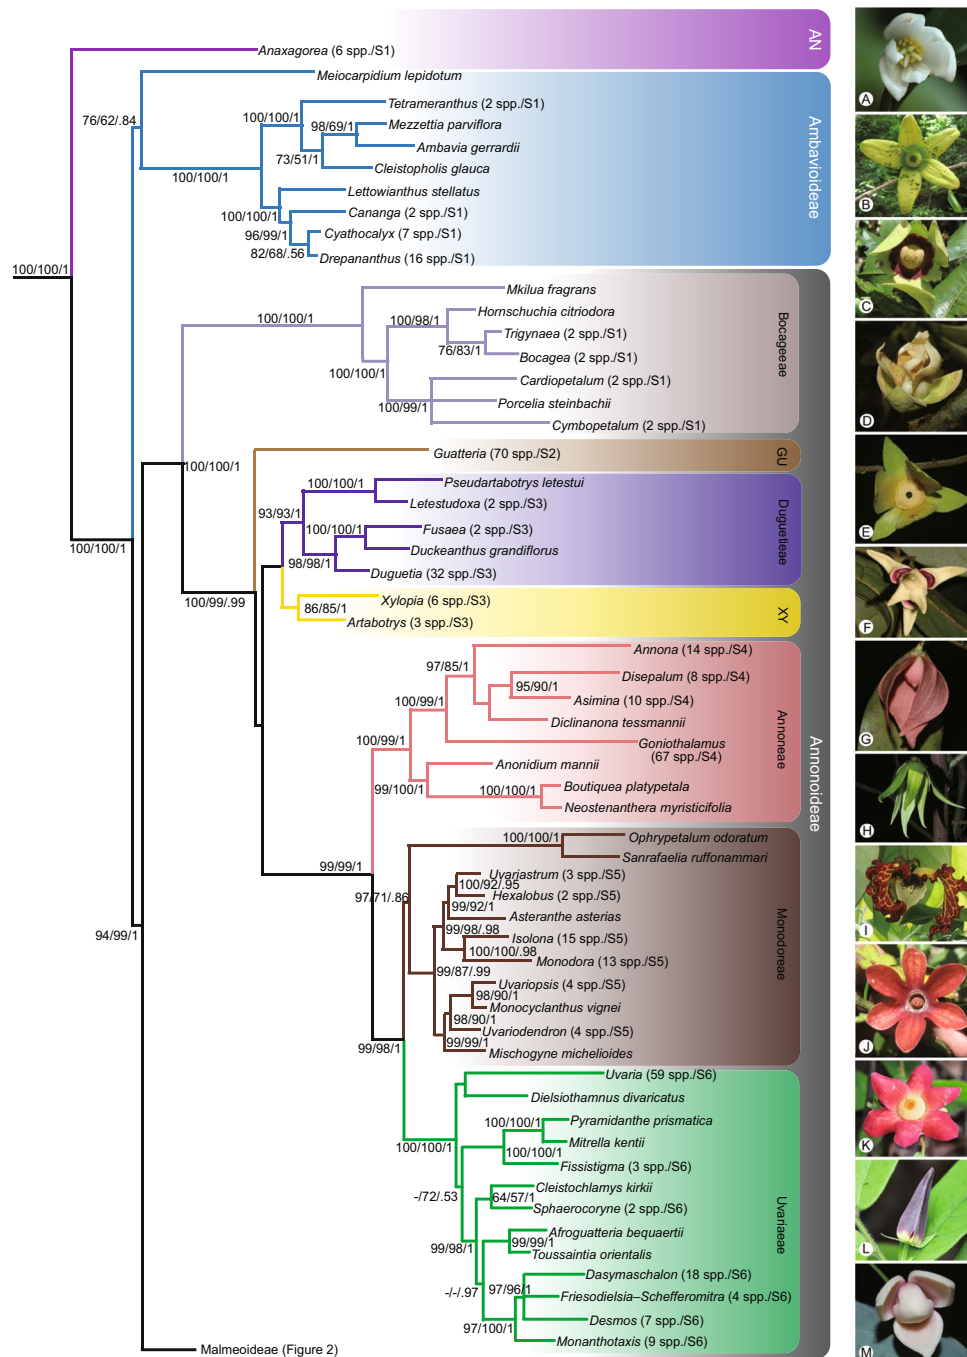 Anaxagorea (6 spp./S1)
AN
Meiocarpidium lepidotum
76/62/.84
Tetrameranthus (2 spp./S1)
100/100/1
98/69/1
Mezzettia parviflora
Ambavia gerrardii
73/51/1
Cleistopholis glauca
100/100/1
Lettowianthus stellatus
100/100/1
Cananga (2 spp./S1)
96/99/1
Cyathocalyx (7 spp./S1)
82/68/.56
Drepananthus (16 spp./S1)
Ambavioideae
100/100/1
Mkilua fragrans
100/100/1
Hornschuchia citriodora
100/98/1
Trigynaea (2 spp./S1)
76/83/1
Bocagea (2 spp./S1)
100/100/1
Cardiopetalum (2 spp./S1)
Porcelia steinbachii
100/99/1
Cymbopetalum (2 spp./S1)
Bocageeae
100/100/1
Guatteria (70 spp./S2)
GU
Pseudartabotrys letestui
100/100/1
Letestudoxa (2 spp./S3)
93/93/1
Fusaea (2 spp./S3)
100/100/1
Duckeanthus grandiflorus
98/98/1
Duguetia (32 spp./S3)
Duguetieae
100/100/1
100/99/.99
Xylopia (6 spp./S3)
86/85/1
Artabotrys (3 spp./S3)
XY
Annona (14 spp./S4)
97/85/1
Disepalum (8 spp./S4)
95/90/1
Asimina (10 spp./S4)
100/99/1
Diclinanona tessmannii
100/99/1
Goniothalamus
(67 spp./S4)
Anonidium mannii
99/100/1
100/100/1
Boutiquea platypetala
Neostenanthera myristicifolia
Annoneae
Annonoideae
99/99/1
100/100/1
Ophrypetalum odoratum
Sanrafaelia ruffonammari
97/71/.86
Uvariastrum (3 spp./S5)
100/92/.95
Hexalobus (2 spp./S5)
99/92/1
Asteranthe asterias
99/98/.98
Isolona (15 spp./S5)
100/100/.98
Monodora (13 spp./S5)
99/87/.99
Uvariopsis (4 spp./S5)
98/90/1
Monocyclanthus vignei
98/90/1
Uvariodendron (4 spp./S5)
99/99/1
Mischogyne michelioides
Monodoreae
94/99/1
99/98/1
Uvaria (59 spp./S6)
Dielsiothamnus divaricatus
100/100/1
100/100/1
Pyramidanthe prismatica
Mitrella kentii
100/100/1
Fissistigma (3 spp./S6)
-/72/.53
Cleistochlamys kirkii
64/57/1
Sphaerocoryne (2 spp./S6)
99/98/1
Afroguatteria bequaertii
99/99/1
Toussaintia orientalis
-/-/.97
Dasymaschalon (18 spp./S6)
97/96/1
Friesodielsia–Schefferomitra (4 spp./S6)
Desmos (7 spp./S6)
97/100/1
Monanthotaxis (9 spp./S6)
Uvarieae
Malmeoideae (Figure 2)
A
B
C
D
E
F
G
H
I
J
K
L
M